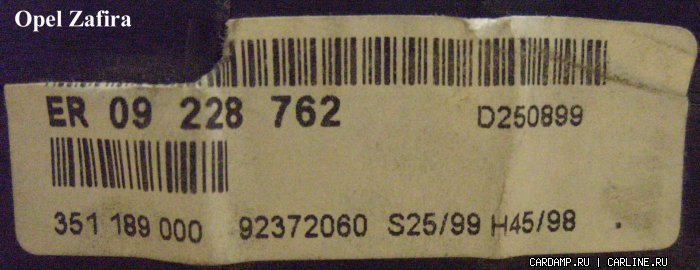 Opel Zafira
ER 09 228 762 D250899
351 189 000 92372060 S25/99 H45/98
CARDAMP.RU | CARLINE.RU